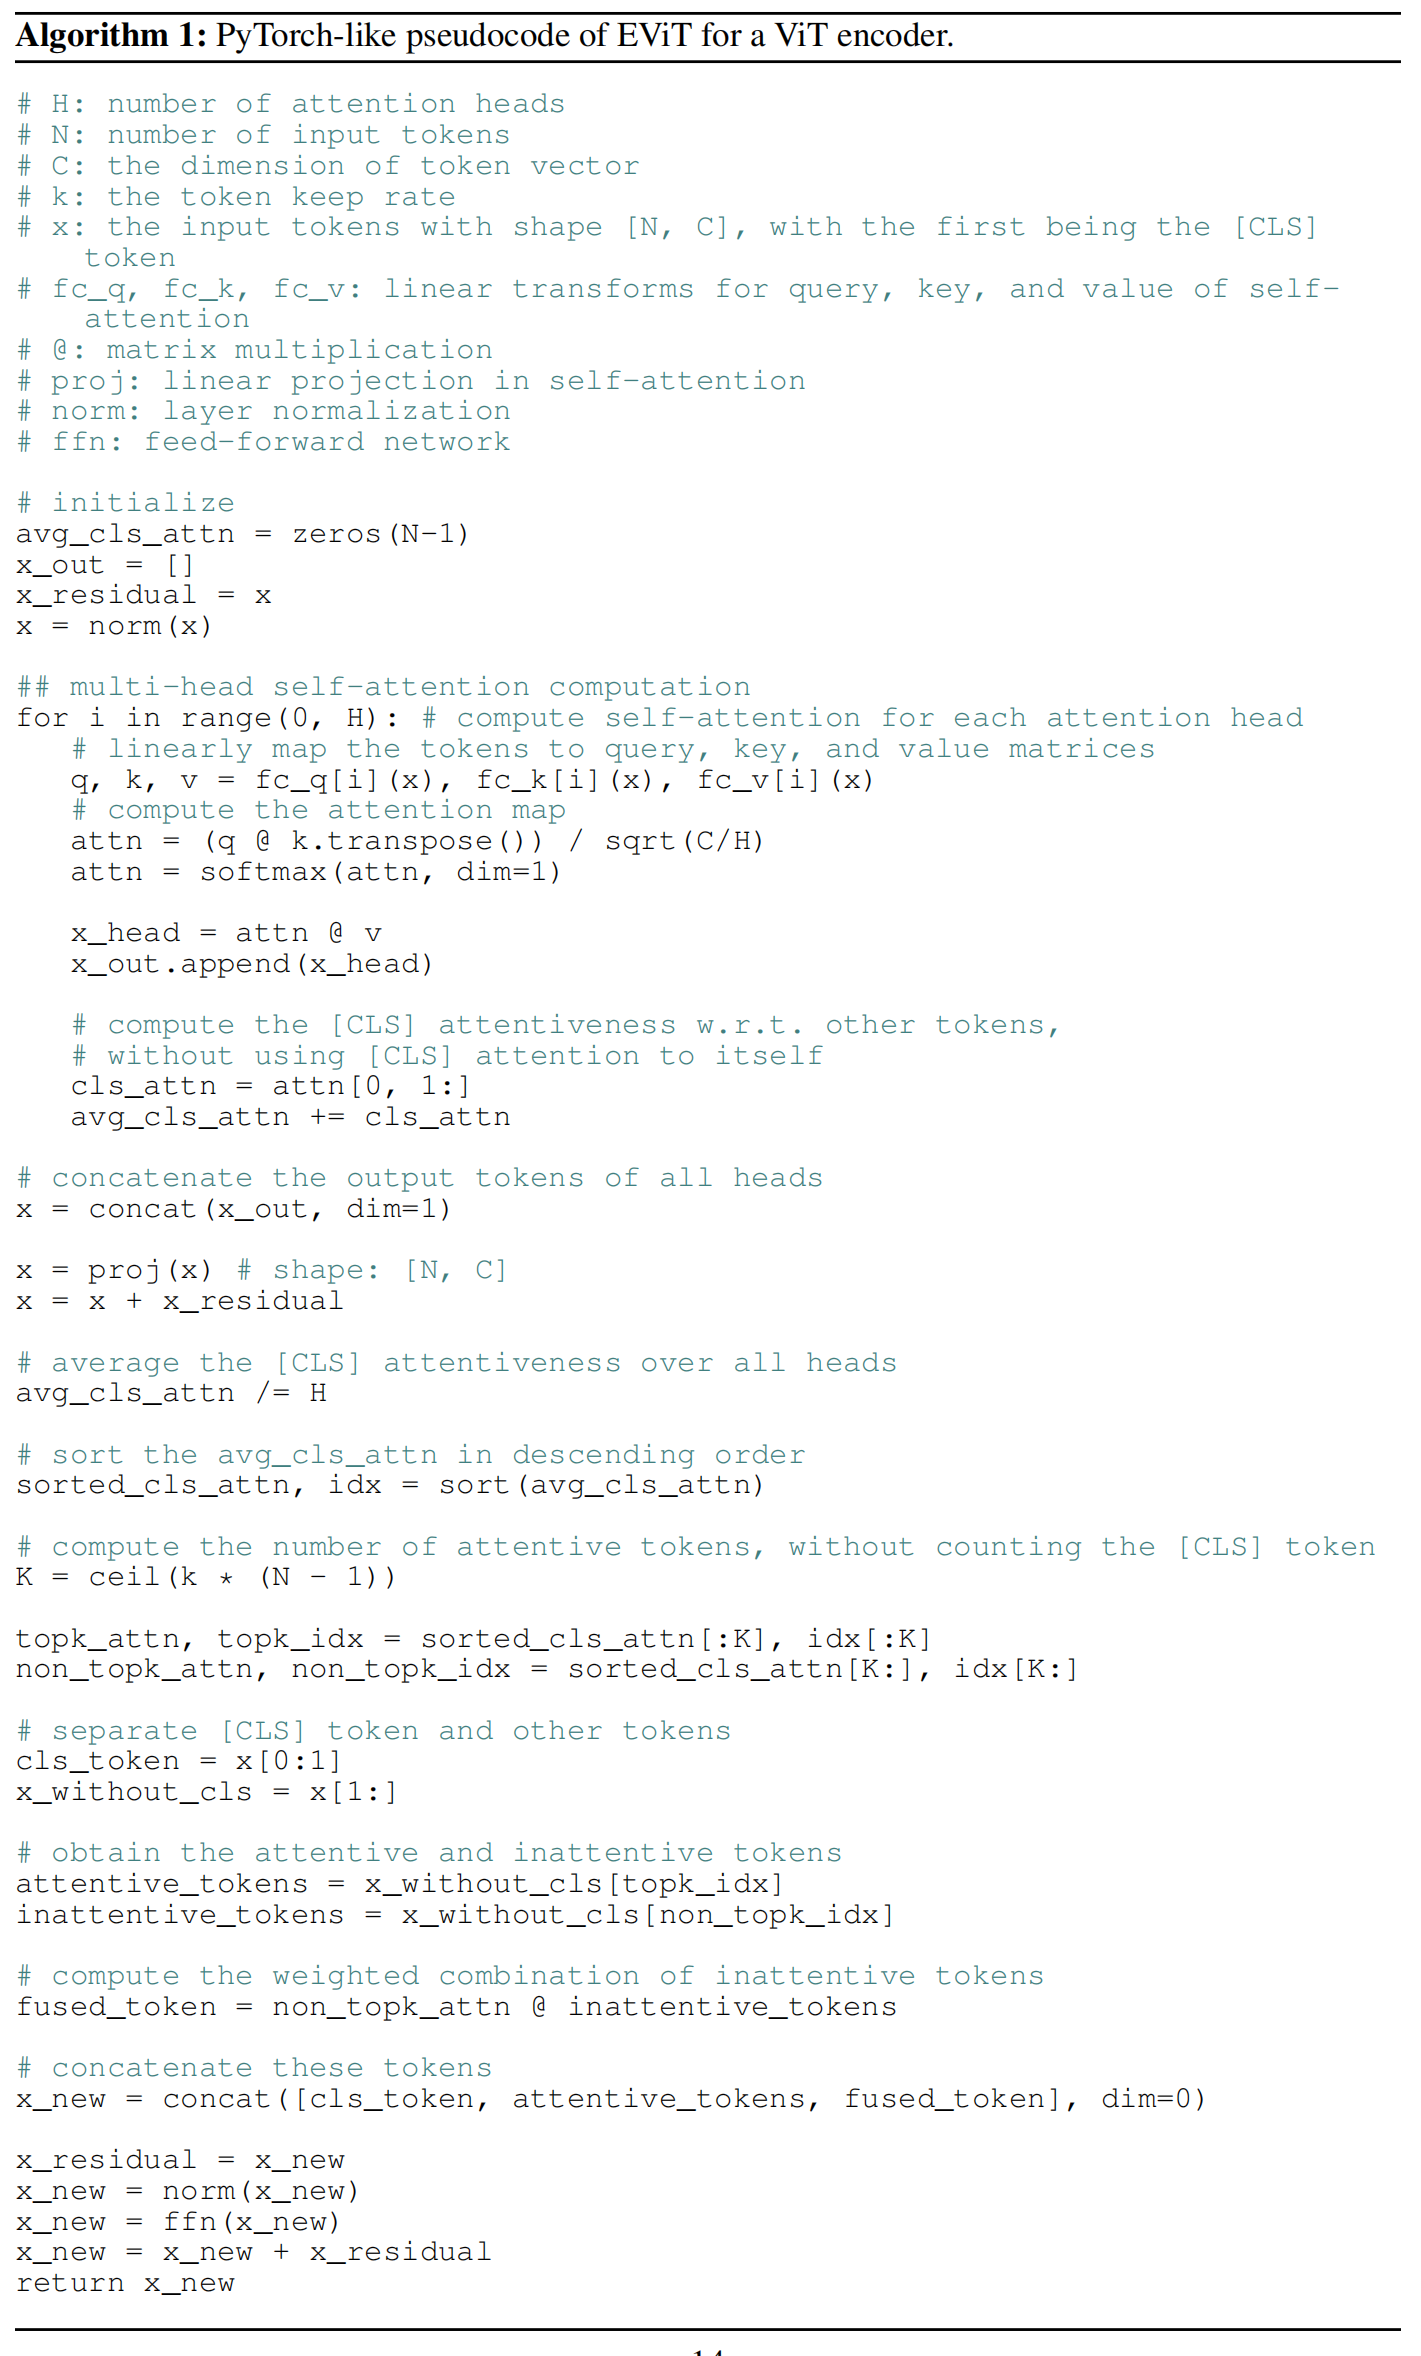 Algorithm 1: PyTorch-like pseudocode of EViT for a ViT encoder.
# H: number of attention heads
# N: number of input tokens
# C: the dimension of token vector
# k: the token keep rate
# x: the input tokens with shape [N, C], with the first being the [CLS]
token
# fc_q, fc_k, fc_v: linear transforms for query, key, and value of self-
attention
# @: matrix multiplication
# proj: linear projection in self-attention
# norm: layer normalization
# ffn: feed-forward network
# initialize
avg_cls_attn = zeros(N-1)
x_out = []
x_residual = x
x = norm(x)
## multi-head self-attention computation
for i in range(0, H): # compute self-attention for each attention head
# linearly map the tokens to query, key, and value matrices
q, k, v = fc_q[i](x), fc_k[i](x), fc_v[i](x)
# compute the attention map
attn = (q @ k.transpose()) / sqrt(C/H)
attn = softmax(attn, dim=1)
x_head = attn @ v
x_out.append(x_head)
# compute the [CLS] attentiveness w.r.t. other tokens,
# without using [CLS] attention to itself
cls_attn = attn[0, 1:]
avg_cls_attn += cls_attn
# concatenate the output tokens of all heads
x = concat(x_out, dim=1)
x = proj(x) # shape: [N, C]
x = x + x_residual
# average the [CLS] attentiveness over all heads
avg_cls_attn /= H
# sort the avg_cls_attn in descending order
sorted_cls_attn, idx = sort(avg_cls_attn)
# compute the number of attentive tokens, without counting the [CLS] token
K = ceil(k * (N - 1))
topk_attn, topk_idx = sorted_cls_attn[:K], idx[:K]
non_topk_attn, non_topk_idx = sorted_cls_attn[K:], idx[K:]
# separate [CLS] token and other tokens
cls_token = x[0:1]
x_without_cls = x[1:]
# obtain the attentive and inattentive tokens
attentive_tokens = x_without_cls[topk_idx]
inattentive_tokens = x_without_cls[non_topk_idx]
# compute the weighted combination of inattentive tokens
fused_token = non_topk_attn @ inattentive_tokens
# concatenate these tokens
x_new = concat([cls_token, attentive_tokens, fused_token], dim=0)
x_residual = x_new
x_new = norm(x_new)
x_new = ffn(x_new)
x_new = x_new + x_residual
return x_new